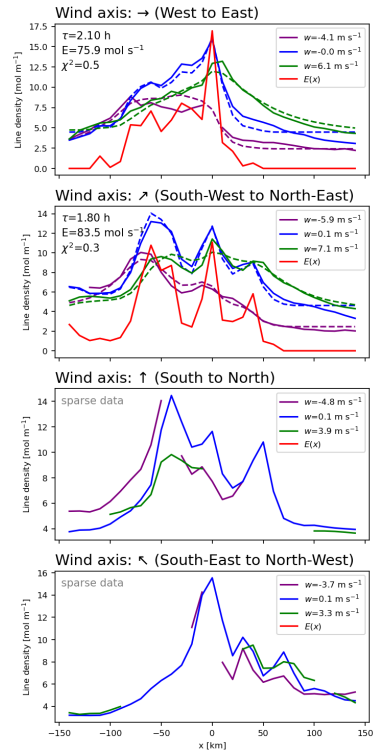 Wind axis: → (West to East)
τ=2.10 h
E=75.9 mol s⁻¹
χ²=0.5
w=-4.1 m s⁻¹
w=-0.0 m s⁻¹
w=6.1 m s⁻¹
E(x)
Line density [mol m⁻¹]
17.5
15.0
12.5
10.0
7.5
5.0
2.5
0.0
Wind axis: ↗ (South-West to North-East)
τ=1.80 h
E=83.5 mol s⁻¹
χ²=0.3
w=-5.9 m s⁻¹
w=0.1 m s⁻¹
w=7.1 m s⁻¹
E(x)
Line density [mol m⁻¹]
14
12
10
8
6
4
2
0
Wind axis: ↑ (South to North)
sparse data
w=-4.8 m s⁻¹
w=0.1 m s⁻¹
w=3.9 m s⁻¹
E(x)
Line density [mol m⁻¹]
14
12
10
8
6
4
Wind axis: ↖ (South-East to North-West)
sparse data
w=-3.7 m s⁻¹
w=0.1 m s⁻¹
w=3.3 m s⁻¹
E(x)
Line density [mol m⁻¹]
16
14
12
10
8
6
4
−150 −100 −50 0 50 100 150
x [km]